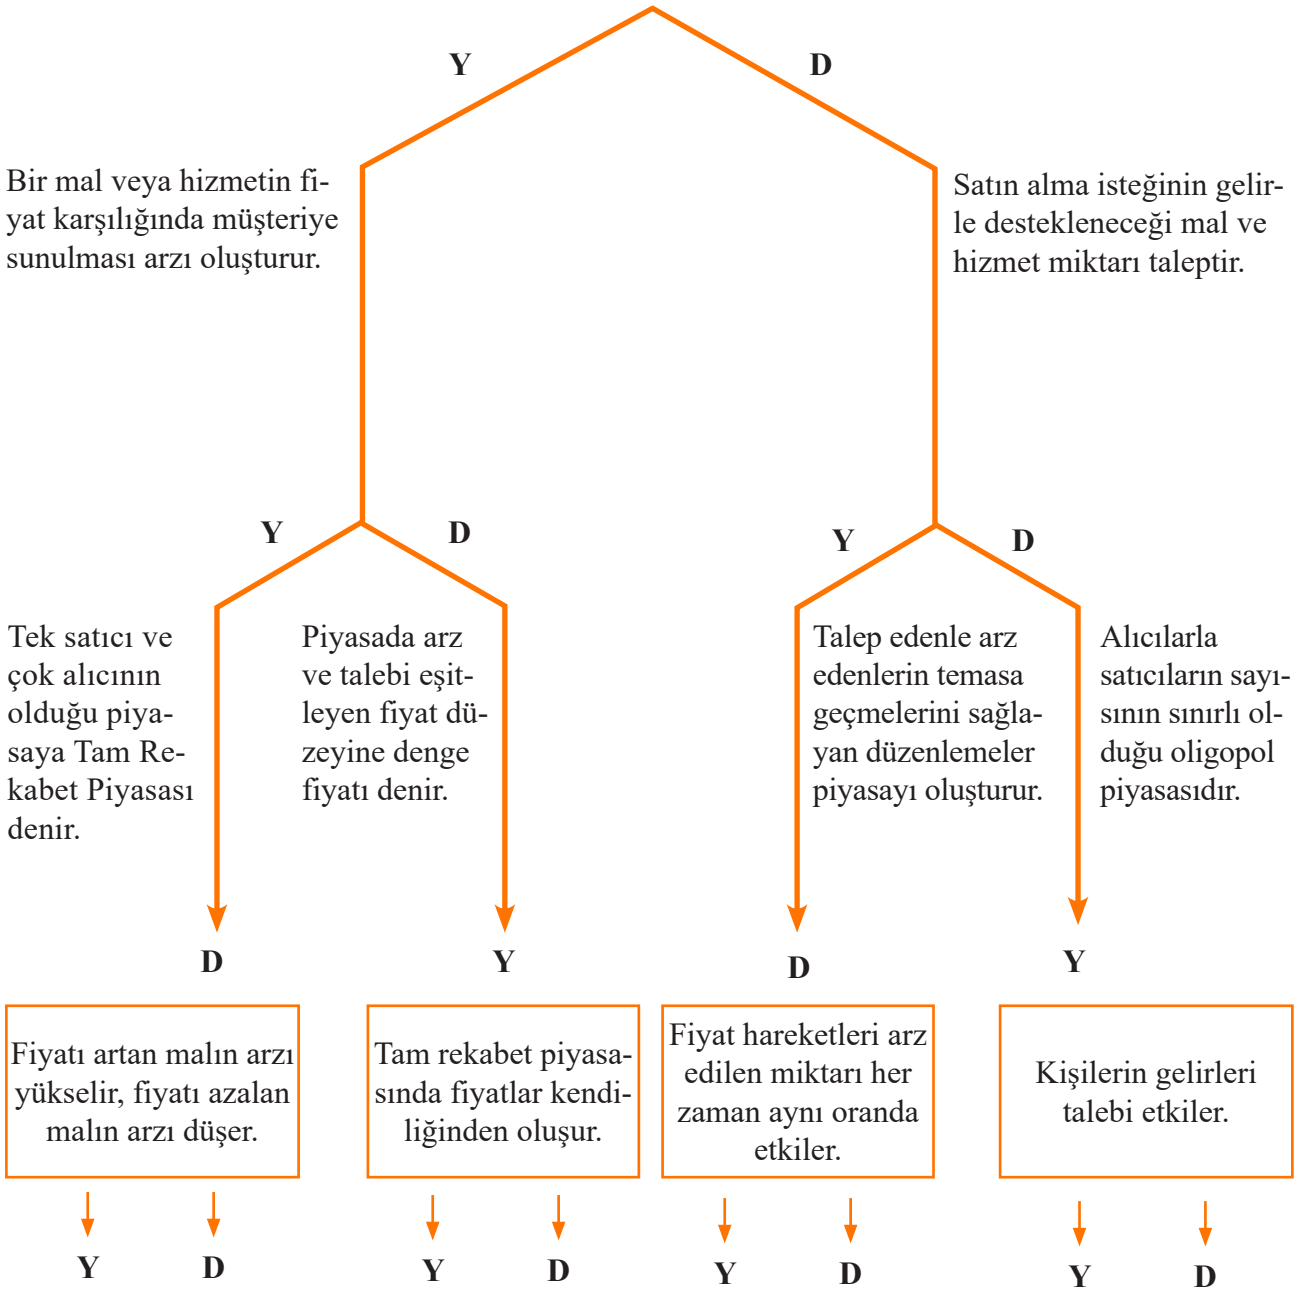 Y
D
Bir mal veya hizmetin fi-
yat karşılığında müşteriye
sunulması arzı oluşturur.
Satın alma isteğinin gelir-
le destekleneceği mal ve
hizmet miktarı taleptir.
Y
D
Y
D
Tek satıcı ve
çok alıcının
olduğu piya-
saya Tam Re-
kabet Piyasası
denir.
Piyasada arz
ve talebi eşit-
leyen fiyat dü-
zeyine denge
fiyatı denir.
Talep edenle arz
edenlerin temasa
geçmelerini sağla-
yan düzenlemeler
piyasayı oluşturur.
Alıcılarla
satıcıların sayı-
sının sınırlı ol-
duğu oligopol
piyasasıdır.
D
Y
D
Y
Fiyatı artan malın arzı
yükselir, fiyatı azalan
malın arzı düşer.
Tam rekabet piyasa-
sında fiyatlar kendi-
liğinden oluşur.
Fiyat hareketleri arz
edilen miktarı her
zaman aynı oranda
etkiler.
Kişilerin gelirleri
talebi etkiler.
Y
D
Y
D
Y
D
Y
D